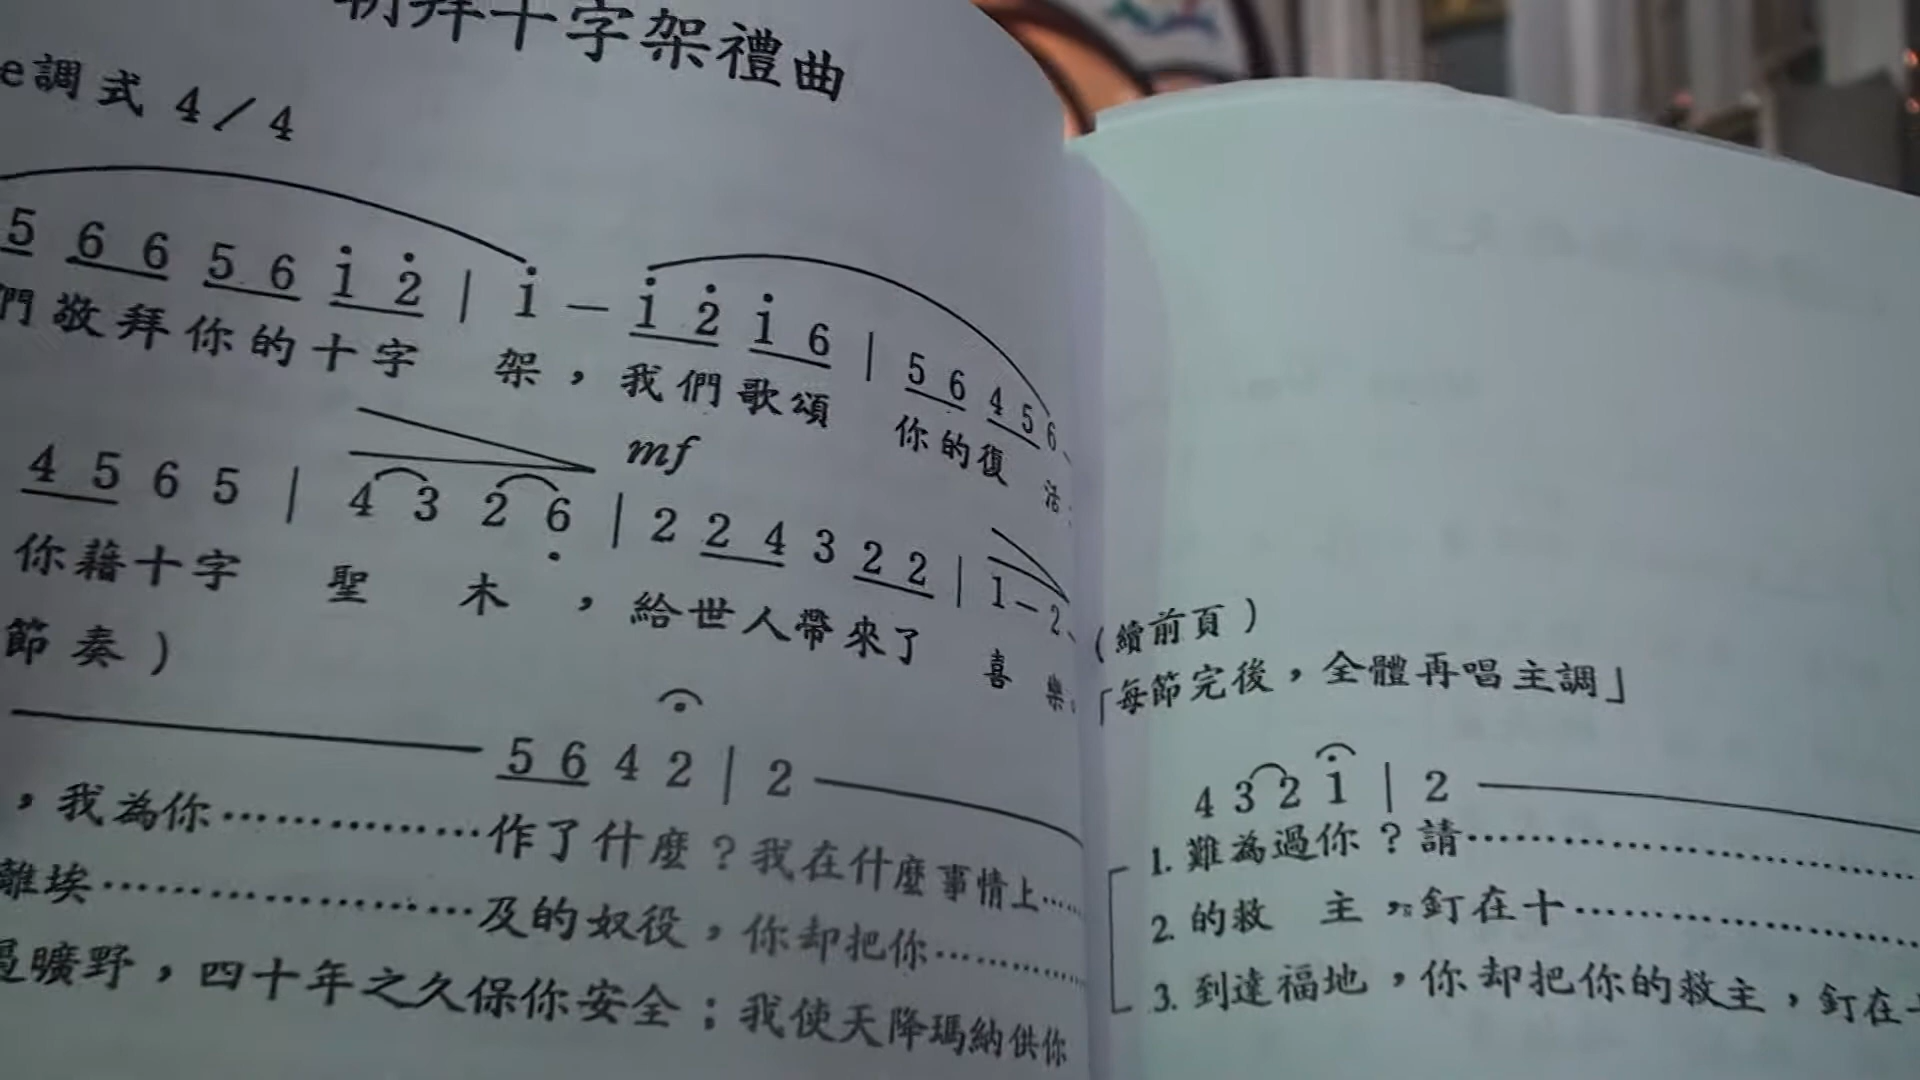 朝拜十字架禮曲
e調式 4/4
5 6 6 5 6 i 2 | i — i 2 i 6 | 5 6 4 5 6
們敬拜你的十字 架，我們歌頌 你的復 活
mf
4 5 6 5 | 4 3 2 6 | 2 2 4 3 2 2 | 1 – 2
你藉十字 聖 木，給世人帶來了 喜 樂。
節奏)
5 6 4 2 | 2
，我為你……………作了什麼？我在什麼事情上……
離埃…………………及的奴役，你却把你………
曠野，四十年之久保你安全；我使天降瑪納供你
(續前頁)
「每節完後，全體再唱主調」
4 3 2 i | 2
1. 難為過你？請……………………
2. 的救 主，釘在十………………
3. 到達福地，你却把你的救主，釘在十